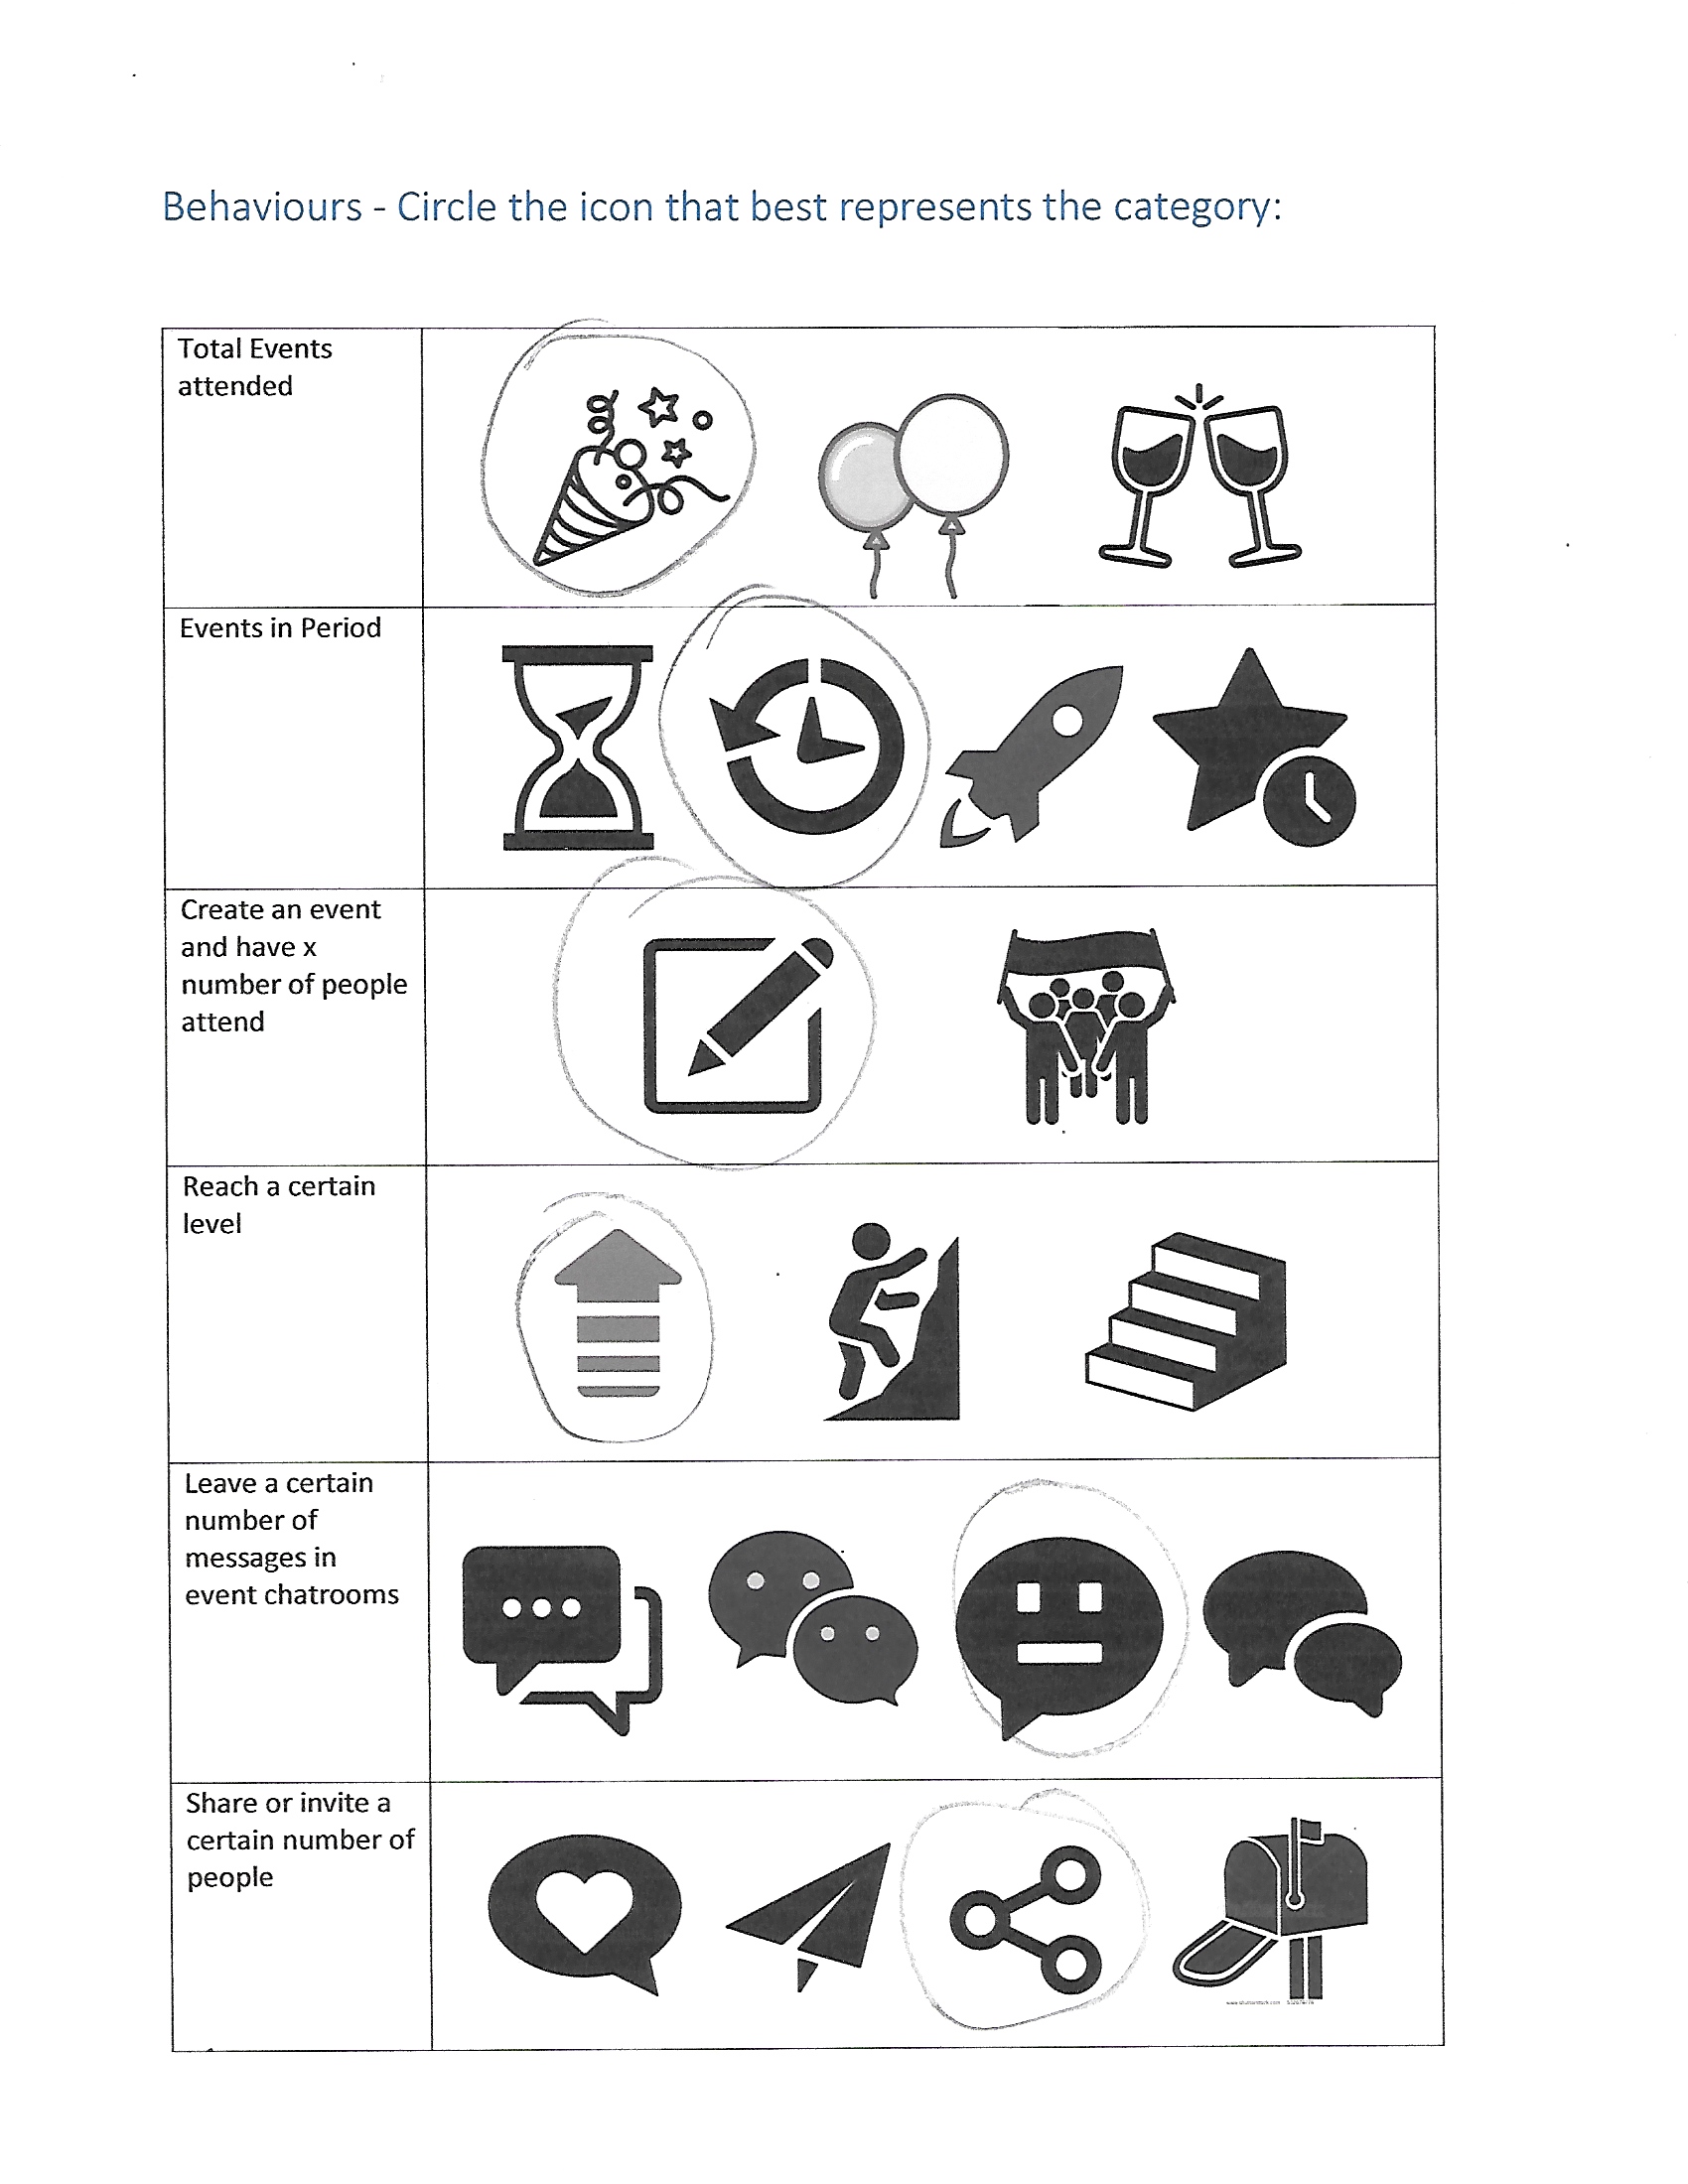 Behaviours - Circle the icon that best represents the category:
Total Events
attended
Events in Period
Create an event
and have x
number of people
attend
Reach a certain
level
Leave a certain
number of
messages in
event chatrooms
Share or invite a
certain number of
people